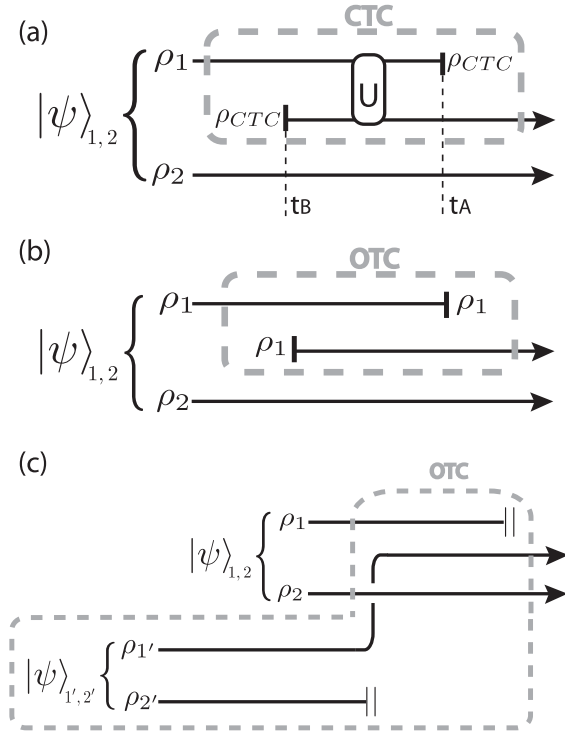 (a)
CTC
ρ₁
ρCTC
U
|ψ⟩₁,₂
ρCTC
ρ₂
tB
tA
(b)
OTC
ρ₁
ρ₁
|ψ⟩₁,₂
ρ₁
ρ₂
(c)
OTC
ρ₁
|ψ⟩₁,₂
ρ₂
ρ₁′
|ψ⟩₁′,₂′
ρ₂′